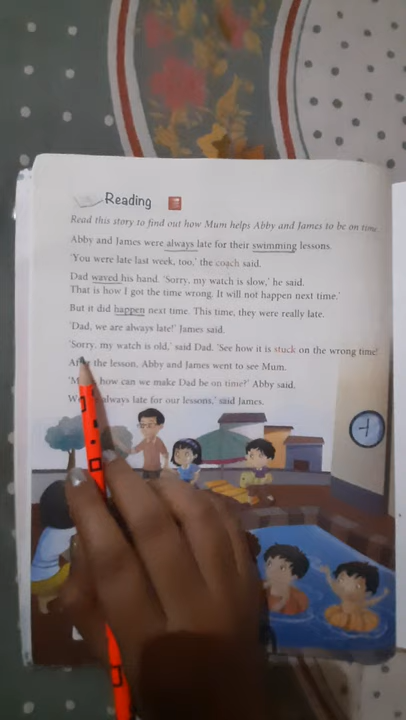 Reading
Read this story to find out how Mum helps Abby and James to be on time.
Abby and James were always late for their swimming lessons.
'You were late last week, too,' the coach said.
Dad waved his hand. 'Sorry, my watch is slow,' he said.
'That is how I got the time wrong. It will not happen next time.'
But it did happen next time. This time, they were really late.
'Dad, we are always late!' James said.
'Sorry, my watch is old,' said Dad. 'See how it is stuck on the wrong time!'
the lesson, Abby and James went to see Mum.
how can we make Dad be on time?' Abby said.
always late for our lessons,' said James.